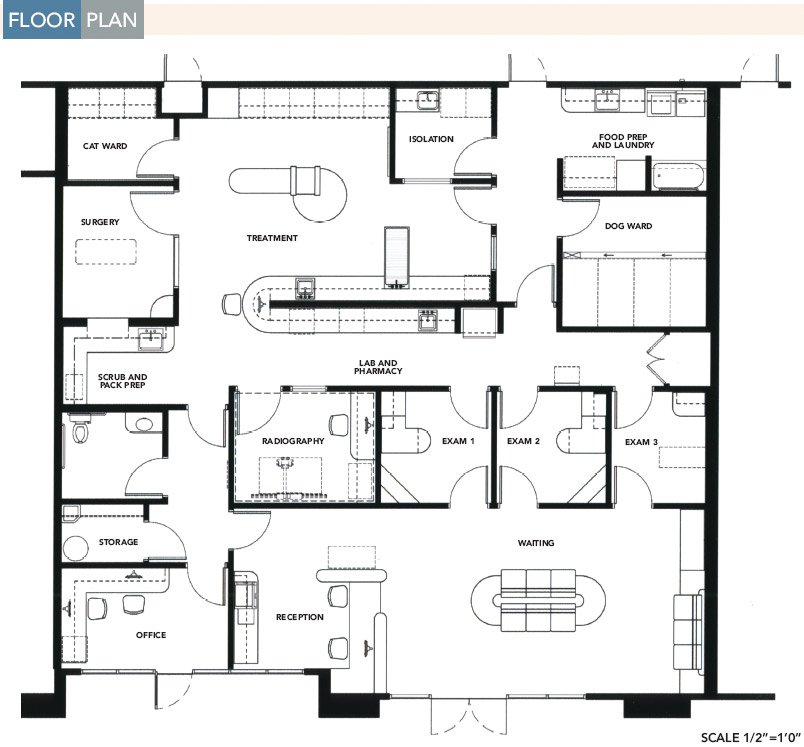 FLOOR PLAN
CAT WARD
ISOLATION
FOOD PREP
AND LAUNDRY
SURGERY
DOG WARD
TREATMENT
LAB AND
PHARMACY
SCRUB AND
PACK PREP
RADIOGRAPHY
EXAM 1
EXAM 2
EXAM 3
STORAGE
WAITING
RECEPTION
OFFICE
SCALE 1/2"=1'0"